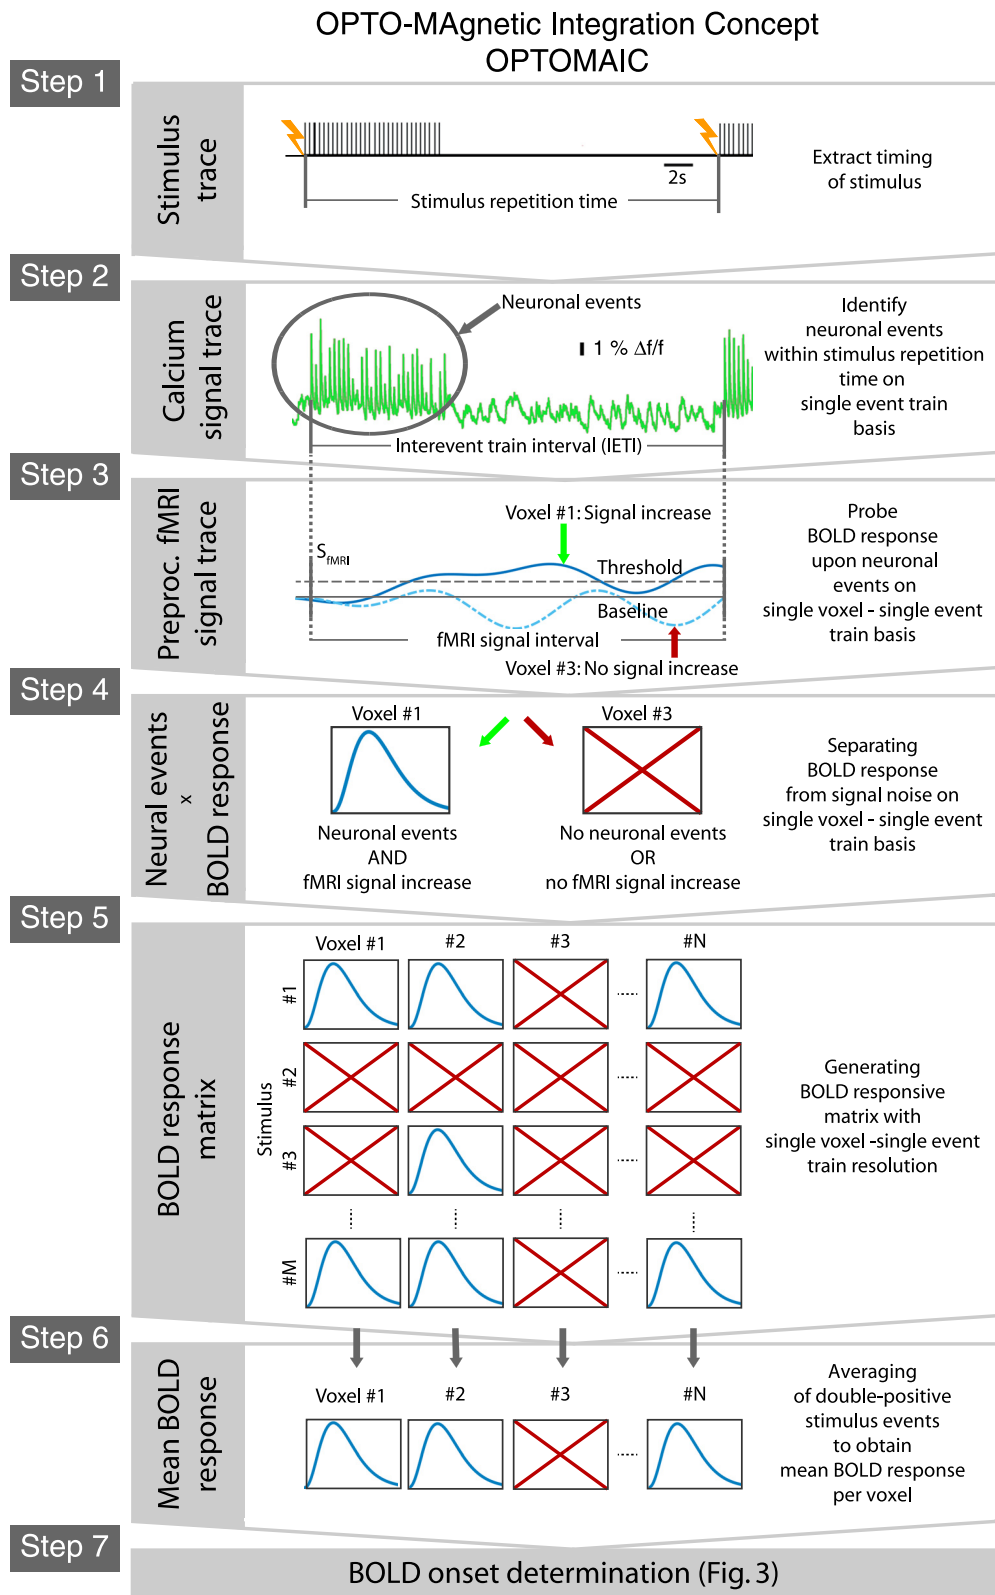 OPTO-MAgnetic Integration Concept
OPTOMAIC
Step 1
Stimulus
trace
2s
Stimulus repetition time
Extract timing
of stimulus
Step 2
Calcium
signal trace
Neuronal events
1 % Δf/f
Interevent train interval (IETI)
Identify
neuronal events
within stimulus repetition
time on
single event train
basis
Step 3
Preproc. fMRI
signal trace
Voxel #1: Signal increase
SfMRI
Threshold
Baseline
fMRI signal interval
Voxel #3: No signal increase
Probe
BOLD response
upon neuronal
events on
single voxel - single event
train basis
Step 4
Neural events
x
BOLD response
Voxel #1
Voxel #3
Neuronal events
AND
fMRI signal increase
No neuronal events
OR
no fMRI signal increase
Separating
BOLD response
from signal noise on
single voxel - single event
train basis
Step 5
BOLD response
matrix
Voxel #1
#2
#3
#N
Stimulus
#1
#2
#3
#M
Generating
BOLD responsive
matrix with
single voxel -single event
train resolution
Step 6
Mean BOLD
response
Voxel #1
#2
#3
#N
Averaging
of double-positive
stimulus events
to obtain
mean BOLD response
per voxel
Step 7
BOLD onset determination (Fig. 3)